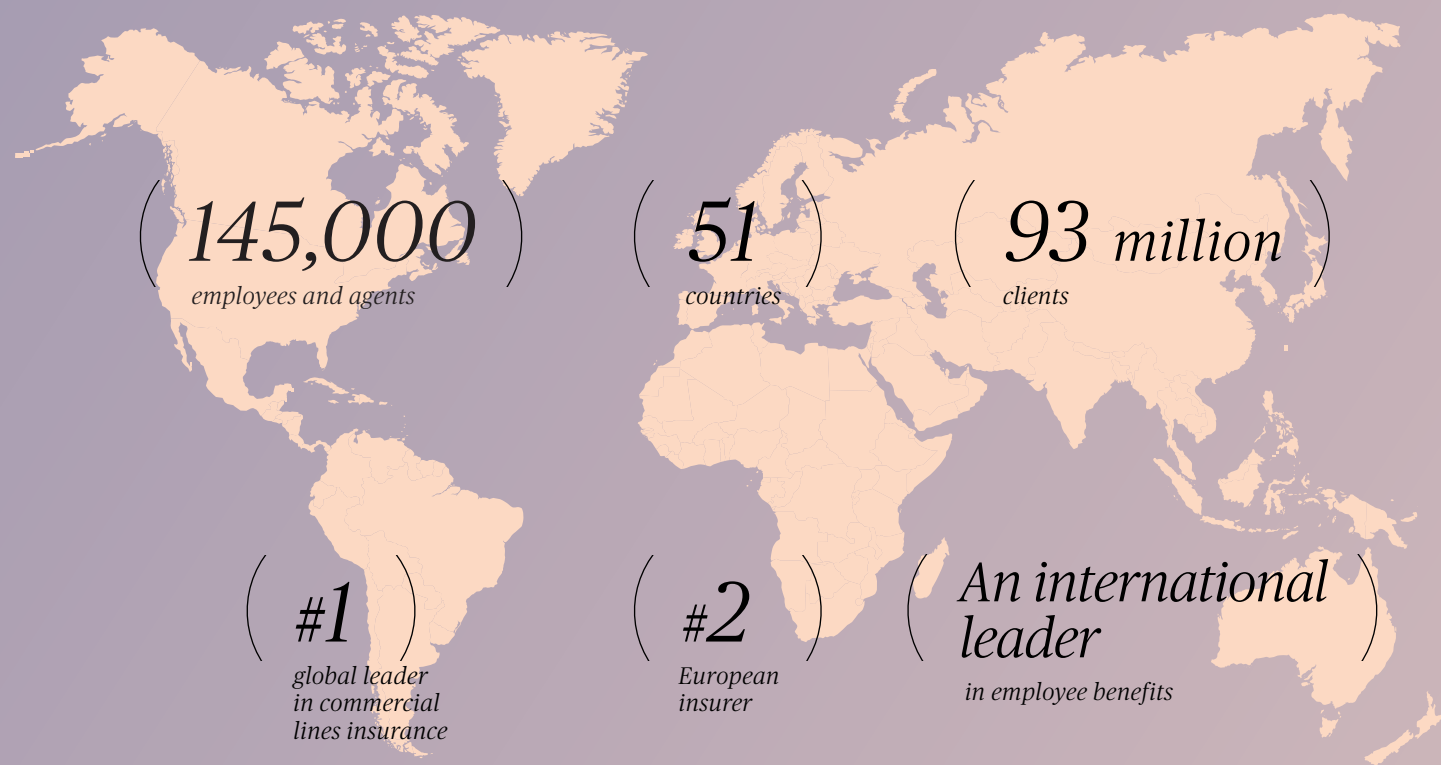 145,000
employees and agents
51
countries
93 million
clients
#1
global leader
in commercial
lines insurance
#2
European
insurer
An international
leader
in employee benefits